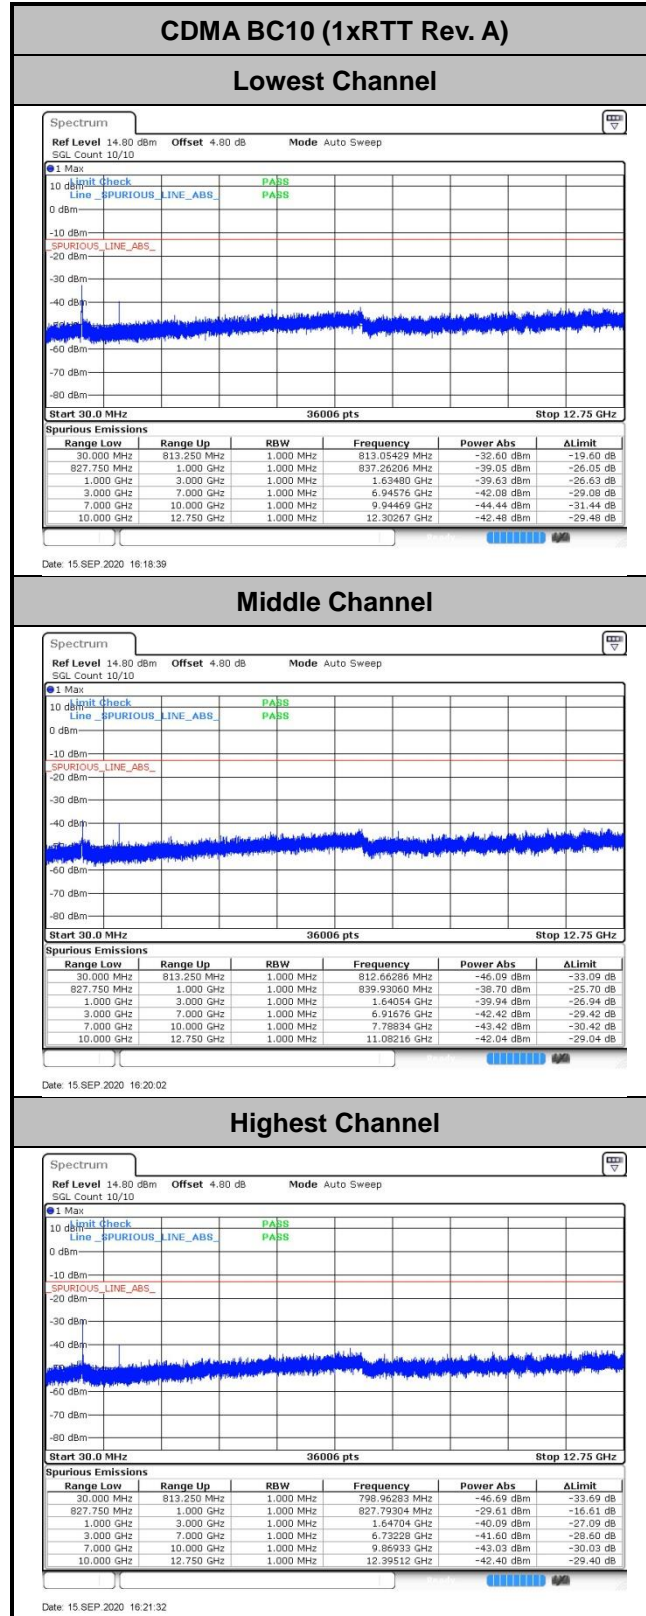 CDMA BC10 (1xRTT Rev. A)
Lowest Channel
Spectrum
Ref Level 14.80 dBm Offset 4.80 dB Mode Auto Sweep
SGL Count 10/10
1 Max
10 dBm Limit Check PASS
Line _SPURIOUS_LINE_ABS_ PASS
0 dBm
-10 dBm
_SPURIOUS_LINE_ABS_
-20 dBm
-30 dBm
-40 dBm
-60 dBm
-70 dBm
-80 dBm
Start 30.0 MHz 36006 pts Stop 12.75 GHz
Spurious Emissions
Range Low Range Up RBW Frequency Power Abs ΔLimit
30.000 MHz 813.250 MHz 1.000 MHz 813.05429 MHz -32.60 dBm -19.60 dB
827.750 MHz 1.000 GHz 1.000 MHz 837.26206 MHz -39.05 dBm -26.05 dB
1.000 GHz 3.000 GHz 1.000 MHz 1.63480 GHz -39.63 dBm -26.63 dB
3.000 GHz 7.000 GHz 1.000 MHz 6.94576 GHz -42.08 dBm -29.08 dB
7.000 GHz 10.000 GHz 1.000 MHz 9.94469 GHz -44.44 dBm -31.44 dB
10.000 GHz 12.750 GHz 1.000 MHz 12.30267 GHz -42.48 dBm -29.48 dB
Date: 15.SEP.2020 16:18:39
Middle Channel
Spectrum
Ref Level 14.80 dBm Offset 4.80 dB Mode Auto Sweep
SGL Count 10/10
1 Max
10 dBm Limit Check PASS
Line _SPURIOUS_LINE_ABS_ PASS
0 dBm
-10 dBm
_SPURIOUS_LINE_ABS_
-20 dBm
-30 dBm
-40 dBm
-60 dBm
-70 dBm
-80 dBm
Start 30.0 MHz 36006 pts Stop 12.75 GHz
Spurious Emissions
Range Low Range Up RBW Frequency Power Abs ΔLimit
30.000 MHz 813.250 MHz 1.000 MHz 812.66286 MHz -46.09 dBm -33.09 dB
827.750 MHz 1.000 GHz 1.000 MHz 839.93060 MHz -38.70 dBm -25.70 dB
1.000 GHz 3.000 GHz 1.000 MHz 1.64054 GHz -39.94 dBm -26.94 dB
3.000 GHz 7.000 GHz 1.000 MHz 6.91676 GHz -42.42 dBm -29.42 dB
7.000 GHz 10.000 GHz 1.000 MHz 7.78834 GHz -43.42 dBm -30.42 dB
10.000 GHz 12.750 GHz 1.000 MHz 11.08216 GHz -42.04 dBm -29.04 dB
Date: 15.SEP.2020 16:20:02
Highest Channel
Spectrum
Ref Level 14.80 dBm Offset 4.80 dB Mode Auto Sweep
SGL Count 10/10
1 Max
10 dBm Limit Check PASS
Line _SPURIOUS_LINE_ABS_ PASS
0 dBm
-10 dBm
_SPURIOUS_LINE_ABS_
-20 dBm
-30 dBm
-40 dBm
-60 dBm
-70 dBm
-80 dBm
Start 30.0 MHz 36006 pts Stop 12.75 GHz
Spurious Emissions
Range Low Range Up RBW Frequency Power Abs ΔLimit
30.000 MHz 813.250 MHz 1.000 MHz 798.96283 MHz -46.69 dBm -33.69 dB
827.750 MHz 1.000 GHz 1.000 MHz 827.79304 MHz -29.61 dBm -16.61 dB
1.000 GHz 3.000 GHz 1.000 MHz 1.64704 GHz -40.09 dBm -27.09 dB
3.000 GHz 7.000 GHz 1.000 MHz 6.73228 GHz -41.60 dBm -28.60 dB
7.000 GHz 10.000 GHz 1.000 MHz 9.86933 GHz -43.03 dBm -30.03 dB
10.000 GHz 12.750 GHz 1.000 MHz 12.39512 GHz -42.40 dBm -29.40 dB
Date: 15.SEP.2020 16:21:32